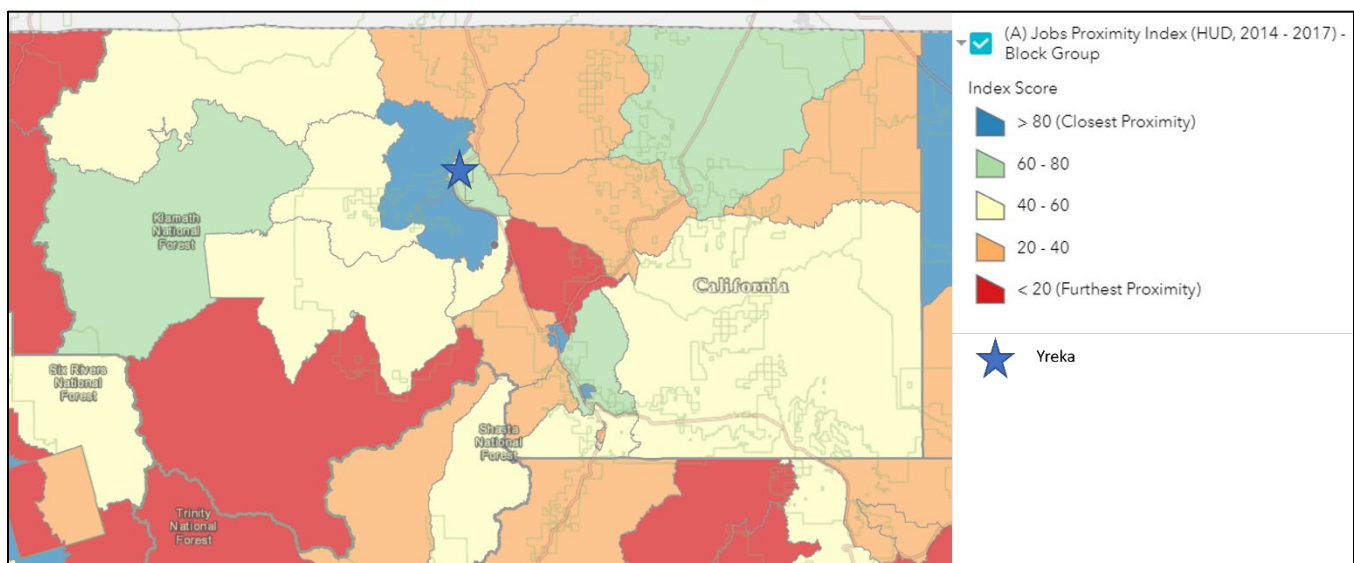 (A) Jobs Proximity Index (HUD, 2014 - 2017) -
Block Group
Index Score
> 80 (Closest Proximity)
60 - 80
40 - 60
20 - 40
< 20 (Furthest Proximity)
Yreka
Klamath
National
Forest
California
Six Rivers
National
Forest
Shasta
National
Forest
Trinity
National
Forest